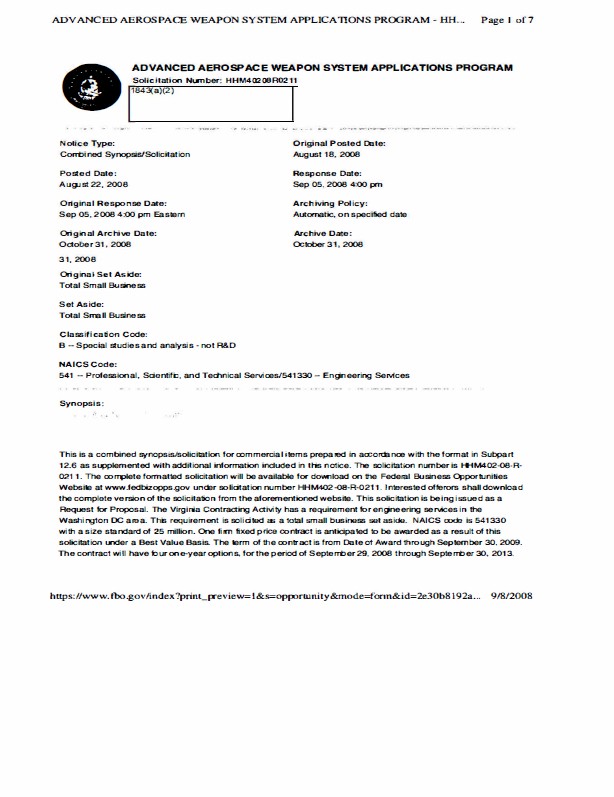 ADVANCED AEROSPACE WEAPON SYSTEM APPLICATIONS PROGRAM - HH... Page 1 of 7
ADVANCED AEROSPACE WEAPON SYSTEM APPLICATIONS PROGRAM
Solicitation Number: HHM40208R0211
1843(a)(2)
Notice Type: Original Posted Date:
Combined Synopsis/Solicitation August 18, 2008
Posted Date: Response Date:
August 22, 2008 Sep 05, 2008 4:00 pm
Original Response Date: Archiving Policy:
Sep 05, 2008 4:00 pm Eastern Automatic, on specified date
Original Archive Date: Archive Date:
October 31, 2008 October 31, 2008
31, 2008
Original Set Aside:
Total Small Business
Set Aside:
Total Small Business
Classification Code:
B -- Special studies and analysis - not R&D
NAICS Code:
541 -- Professional, Scientific, and Technical Services/541330 -- Engineering Services
Synopsis:
This is a combined synopsis/solicitation for commercial items prepared in accordance with the format in Subpart
12.6 as supplemented with additional information included in this notice. The solicitation number is HHM402-08-R-
0211. The complete formatted solicitation will be available for download on the Federal Business Opportunities
Website at www.fedbizopps.gov under solicitation number HHM402-08-R-0211. Interested offerors shall download
the complete version of the solicitation from the aforementioned website. This solicitation is being issued as a
Request for Proposal. The Virginia Contracting Activity has a requirement for engineering services in the
Washington DC area. This requirement is solicited as a total small business set aside. NAICS code is 541330
with a size standard of 25 million. One firm fixed price contract is anticipated to be awarded as a result of this
solicitation under a Best Value Basis. The term of the contract is from Date of Award through September 30, 2009.
The contract will have four one-year options, for the period of September 29, 2008 through September 30, 2013.
https://www.fbo.gov/index?print_preview=1&s=opportunity&mode=form&id=2e30b8192a... 9/8/2008